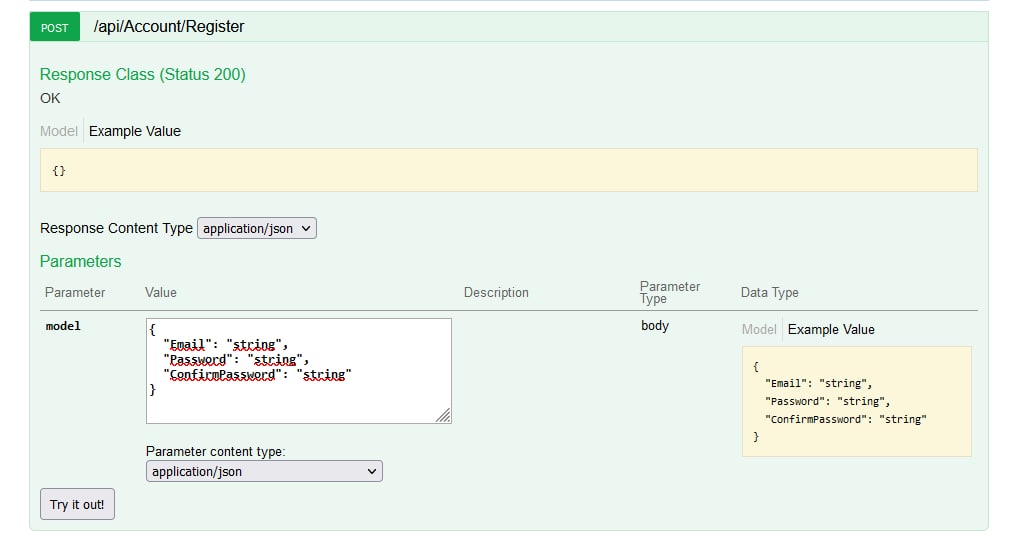 POST /api/Account/Register
Response Class (Status 200)
OK
Model Example Value
{}
Response Content Type application/json
Parameters
Parameter Value Description Parameter Type Data Type
model
{
"Email": "string",
"Password": "string",
"ConfirmPassword": "string"
}
Parameter content type:
application/json
body
Model Example Value
{
"Email": "string",
"Password": "string",
"ConfirmPassword": "string"
}
Try it out!